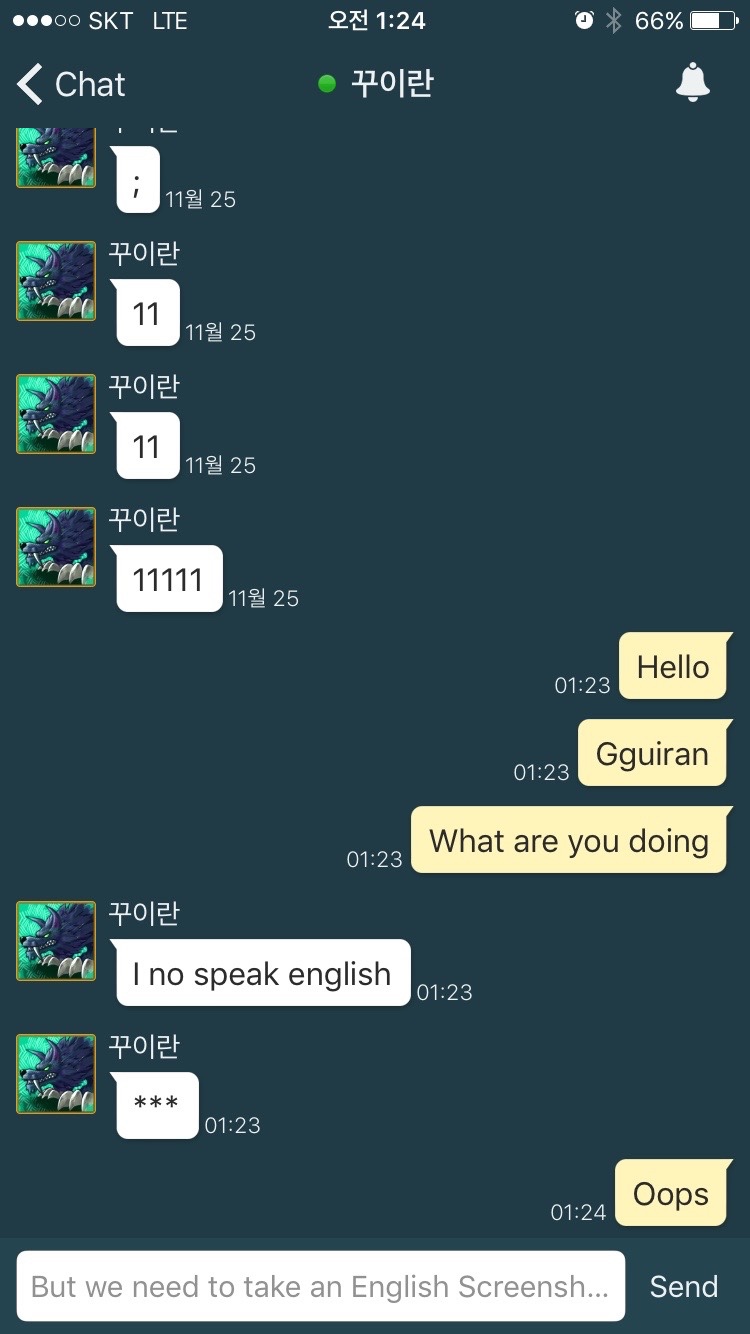 SKT LTE 오전 1:24 66%
Chat 꾸이란
; 11월 25
꾸이란
11 11월 25
꾸이란
11 11월 25
꾸이란
11111 11월 25
01:23 Hello
01:23 Gguiran
01:23 What are you doing
꾸이란
I no speak english 01:23
꾸이란
*** 01:23
01:24 Oops
But we need to take an English Screensh... Send